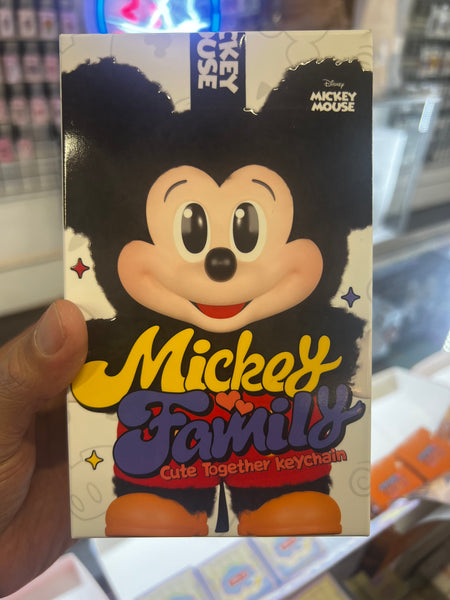 MICKEY
MOUSE
Disney
MICKEY
MOUSE
Mickey
Family
Cute Together Keychain